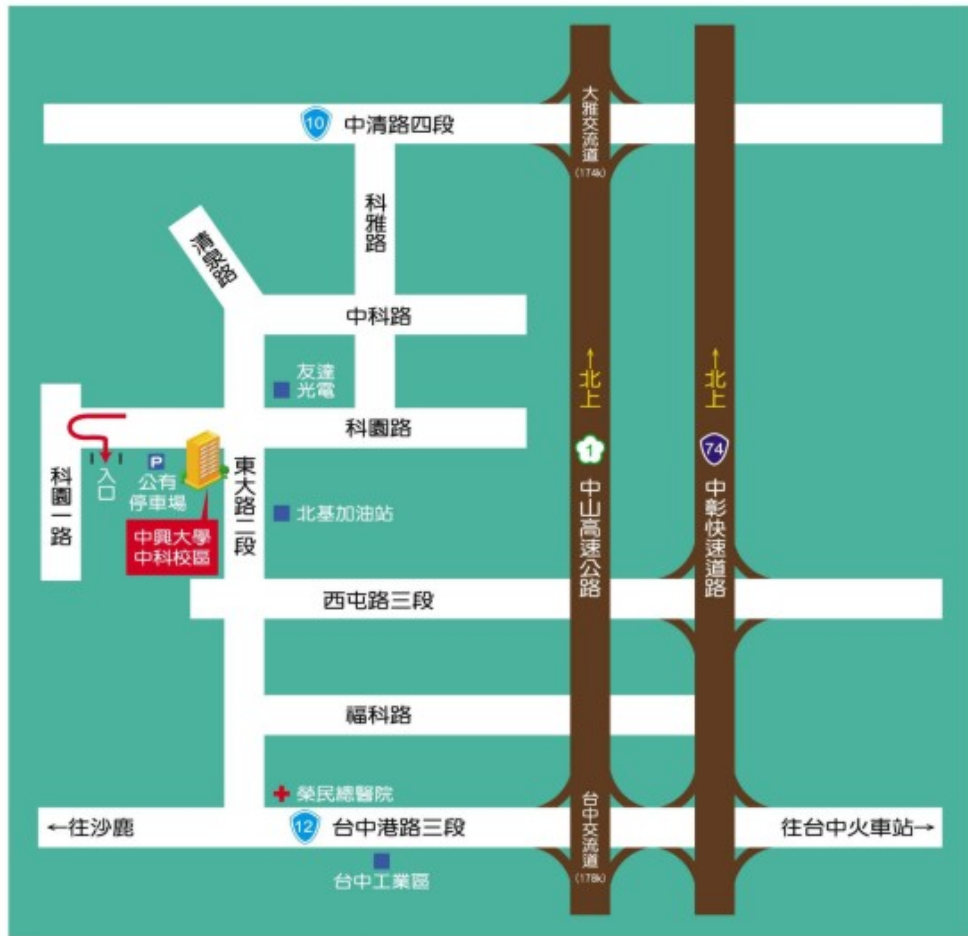 大雅交流道
(174k)
10
中清路四段
科雅路
清泉路
中科路
友達
光電
←北上
←北上
科園路
1
74
中山高速公路
中彰快速道路
科園一路
入口
P
公有
停車場
東大路二段
中興大學
中科校區
北基加油站
西屯路三段
福科路
榮民總醫院
←往沙鹿
12
台中港路三段
台中交流道
(178k)
往台中火車站→
台中工業區